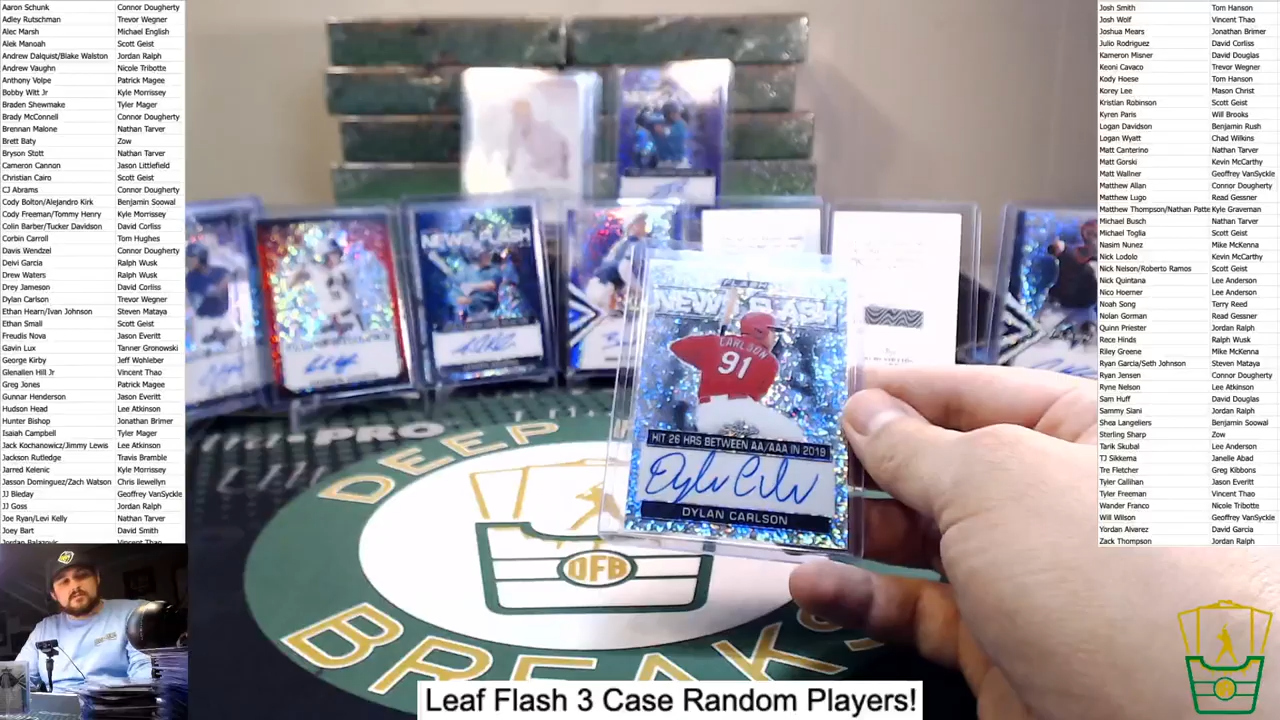 Aaron Schunk Connor Dougherty
Adley Rutschman Trevor Wegner
Alec Marsh Michael English
Alek Manoah Scott Geist
Andrew Dalquist/Blake Walston Jordan Ralph
Andrew Vaughn Nicole Tribotte
Anthony Volpe Patrick Magee
Bobby Witt Jr Kyle Morrissey
Braden Shewmake Tyler Mager
Brady McConnell Connor Dougherty
Brennan Malone Nathan Tarver
Brett Baty Zow
Bryson Stott Nathan Tarver
Cameron Cannon Jason Littlefield
Christian Cairo Scott Geist
CJ Abrams Connor Dougherty
Cody Bolton/Alejandro Kirk Benjamin Soowal
Cody Freeman/Tommy Henry Kyle Morrissey
Colin Barber/Tucker Davidson David Corliss
Corbin Carroll Tom Hughes
Davis Wendzel Connor Dougherty
Deivi Garcia Ralph Wusk
Drew Waters Ralph Wusk
Drey Jameson David Corliss
Dylan Carlson Trevor Wegner
Ethan Hearn/Ivan Johnson Steven Mataya
Ethan Small Scott Geist
Freudis Nova Jason Everitt
Gavin Lux Tanner Gronowski
George Kirby Jeff Wohleber
Glenallen Hill Jr Vincent Thao
Greg Jones Patrick Magee
Gunnar Henderson Jason Everitt
Hudson Head Lee Atkinson
Hunter Bishop Jonathan Brimer
Isaiah Campbell Tyler Mager
Jack Kochanowicz/Jimmy Lewis Lee Atkinson
Jackson Rutledge Travis Bramble
Jarred Kelenic Kyle Morrissey
Jasson Dominguez/Zach Watson Chris llewellyn
JJ Bleday Geoffrey VanSyckle
JJ Goss Jordan Ralph
Joe Ryan/Levi Kelly Nathan Tarver
Joey Bart David Smith
Jordan Balazovic Vincent Thao
Josh Smith Tom Hanson
Josh Wolf Vincent Thao
Joshua Mears Jonathan Brimer
Julio Rodriguez David Corliss
Kameron Misner David Douglas
Keoni Cavaco Trevor Wegner
Kody Hoese Tom Hanson
Korey Lee Mason Christ
Kristian Robinson Scott Geist
Kyren Paris Will Brooks
Logan Davidson Benjamin Rush
Logan Wyatt Chad Wilkins
Matt Canterino Nathan Tarver
Matt Gorski Kevin McCarthy
Matt Wallner Geoffrey VanSyckle
Matthew Allan Connor Dougherty
Matthew Lugo Read Gessner
Matthew Thompson/Nathan Patte Kyle Graveman
Michael Busch Nathan Tarver
Michael Toglia Scott Geist
Nasim Nunez Mike McKenna
Nick Lodolo Kevin McCarthy
Nick Nelson/Roberto Ramos Scott Geist
Nick Quintana Lee Anderson
Nico Hoerner Lee Anderson
Noah Song Terry Reed
Nolan Gorman Read Gessner
Quinn Priester Jordan Ralph
Rece Hinds Ralph Wusk
Riley Greene Mike McKenna
Ryan Garcia/Seth Johnson Steven Mataya
Ryan Jensen Connor Dougherty
Ryne Nelson Lee Atkinson
Sam Huff David Douglas
Sammy Siani Jordan Ralph
Shea Langeliers Benjamin Soowal
Sterling Sharp Zow
Tarik Skubal Lee Anderson
TJ Sikkema Janelle Abad
Tre Fletcher Greg Kibbons
Tyler Callihan Jason Everitt
Tyler Freeman Vincent Thao
Wander Franco Nicole Tribotte
Will Wilson Geoffrey VanSyckle
Yordan Alvarez David Garcia
Zack Thompson Jordan Ralph
CARLSON
91
HIT 26 HRS BETWEEN AA/AAA IN 2019
DYLAN CARLSON
DEEP
DFB
BREAKS
Leaf Flash 3 Case Random Players!